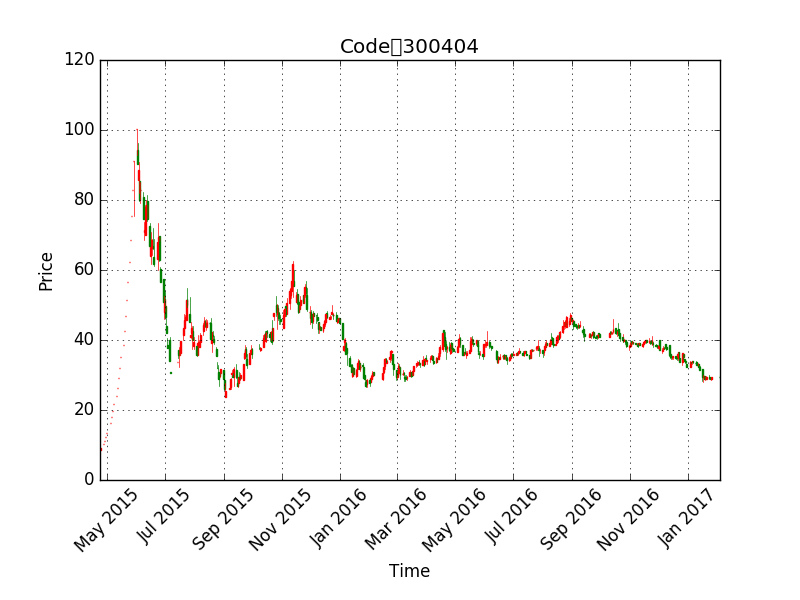 Code▯300404
120
100
80
60
40
20
0
Price
May 2015
Jul 2015
Sep 2015
Nov 2015
Jan 2016
Mar 2016
May 2016
Jul 2016
Sep 2016
Nov 2016
Jan 2017
Time